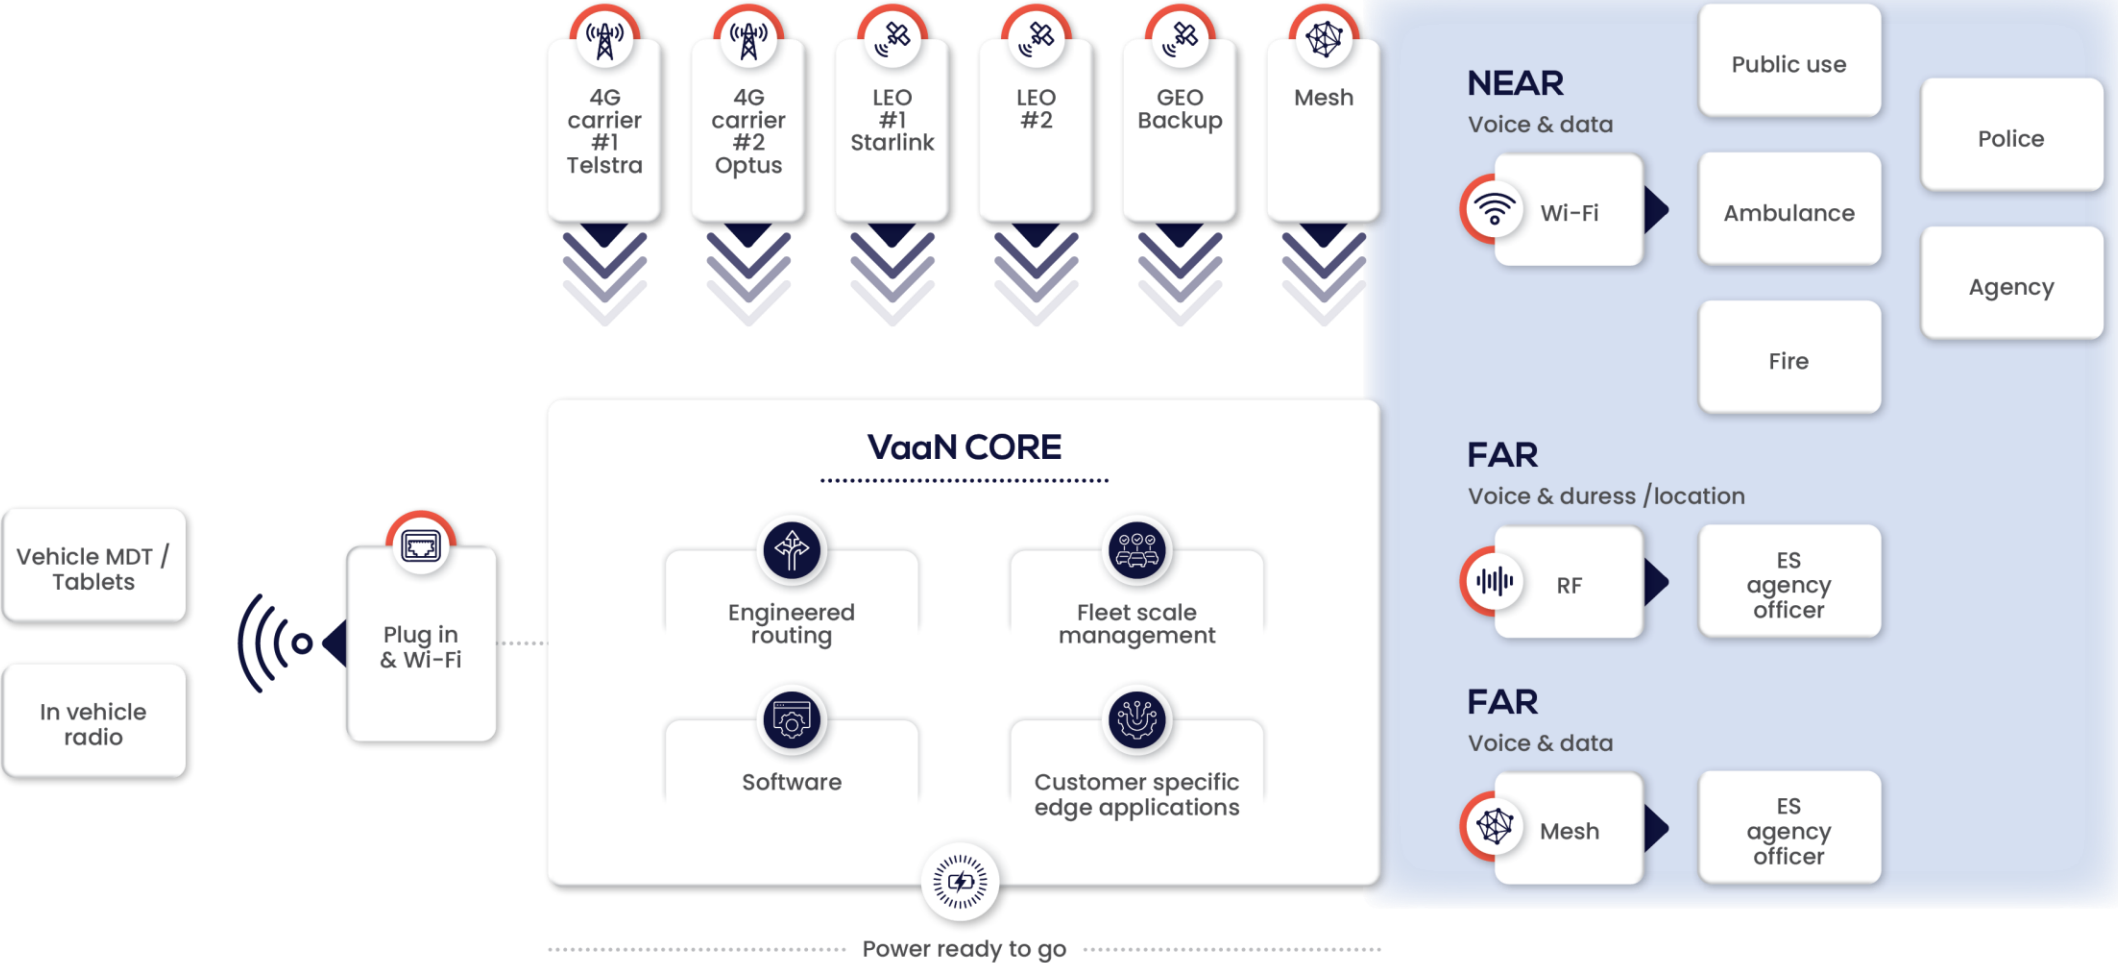 4G
carrier
#1
Telstra
4G
carrier
#2
Optus
LEO
#1
Starlink
LEO
#2
GEO
Backup
Mesh
NEAR
Voice & data
Wi-Fi
Public use
Ambulance
Fire
Police
Agency
VaaN CORE
Engineered
routing
Fleet scale
management
Software
Customer specific
edge applications
Power ready to go
Vehicle MDT /
Tablets
In vehicle
radio
Plug in
& Wi-Fi
FAR
Voice & duress /location
RF
ES
agency
officer
FAR
Voice & data
Mesh
ES
agency
officer